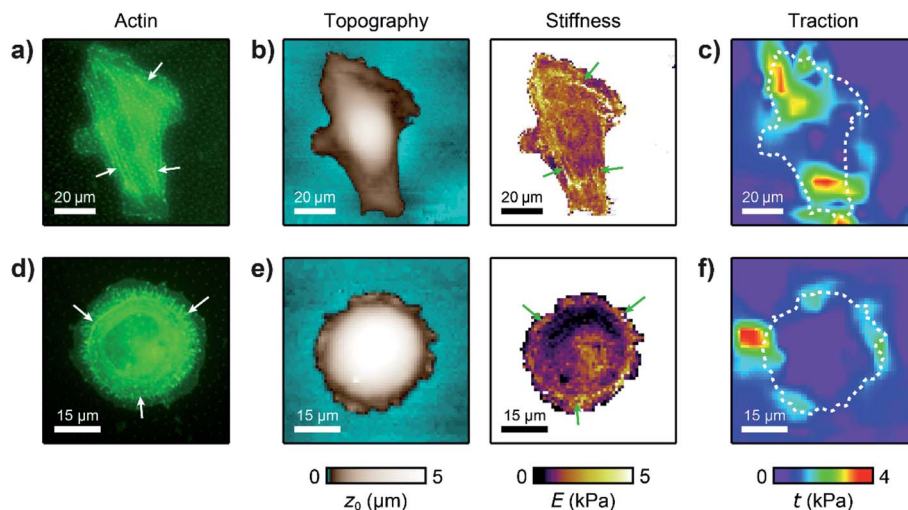 Actin Topography Stiffness Traction
a) b) c)
20 µm 20 µm 20 µm 20 µm
d) e) f)
15 µm 15 µm 15 µm 15 µm
0 5 0 5 0 4
z₀ (µm) E (kPa) t (kPa)